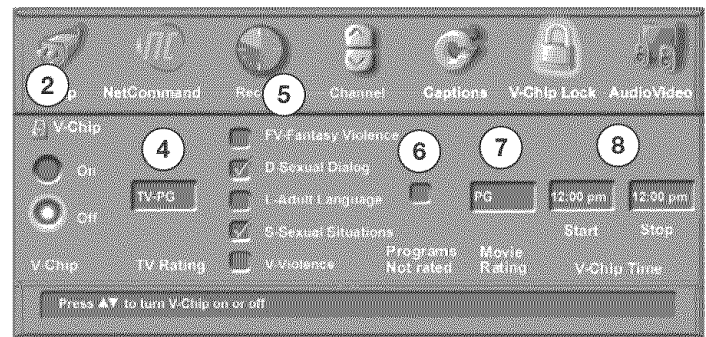 2 p NetCommand Rec 5 Channel Captions V-Chip Lock AudioVideo
V-Chip
On
Off
V Chip
4
TV-PG
TV Rating
5
FV-Fantasy Violence
D-Sexual Dialog
L-Adult Language
S-Sexual Situations
V-Violence
6
Programs
Not rated
7
PG
Movie
Rating
8
12:00 pm 12:00 pm
Start Stop
V-Chip Time
Press ▲▼ to turn V-Chip on or off